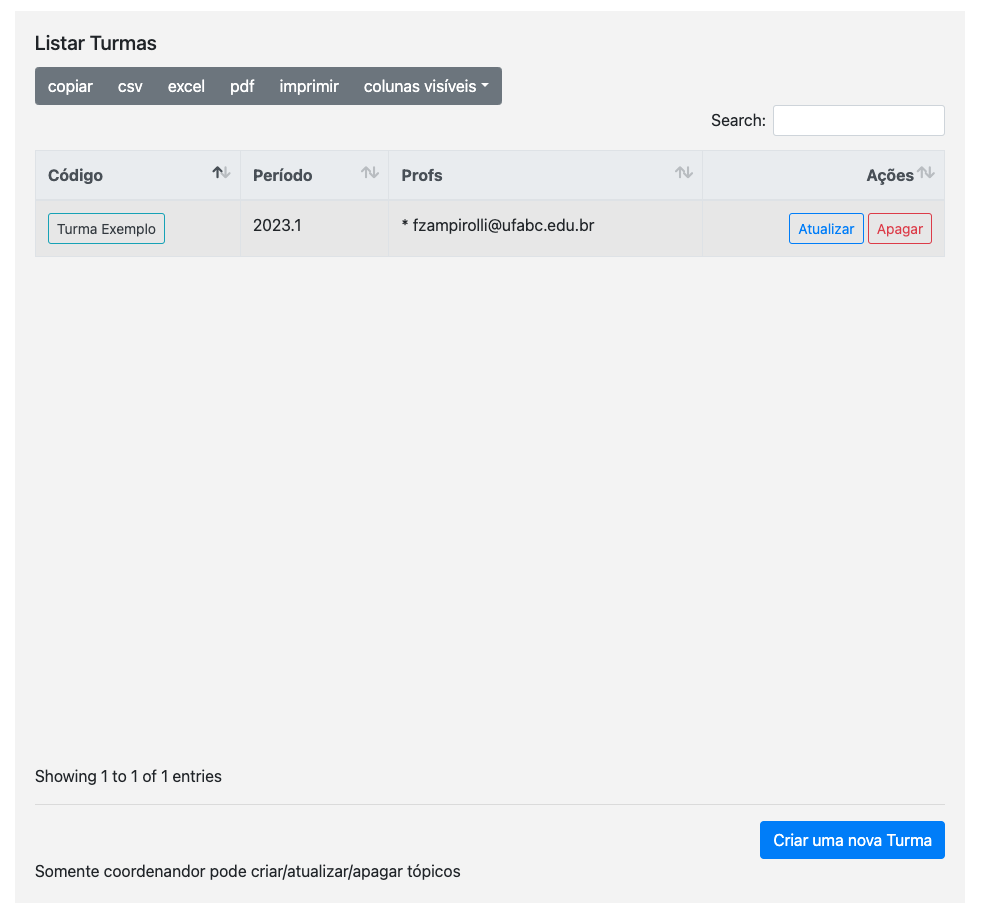 Listar Turmas
copiar csv excel pdf imprimir colunas visíveis
Search:
Código Período Profs Ações
Turma Exemplo 2023.1 * fzampirolli@ufabc.edu.br Atualizar Apagar
Showing 1 to 1 of 1 entries
Criar uma nova Turma
Somente coordenandor pode criar/atualizar/apagar tópicos